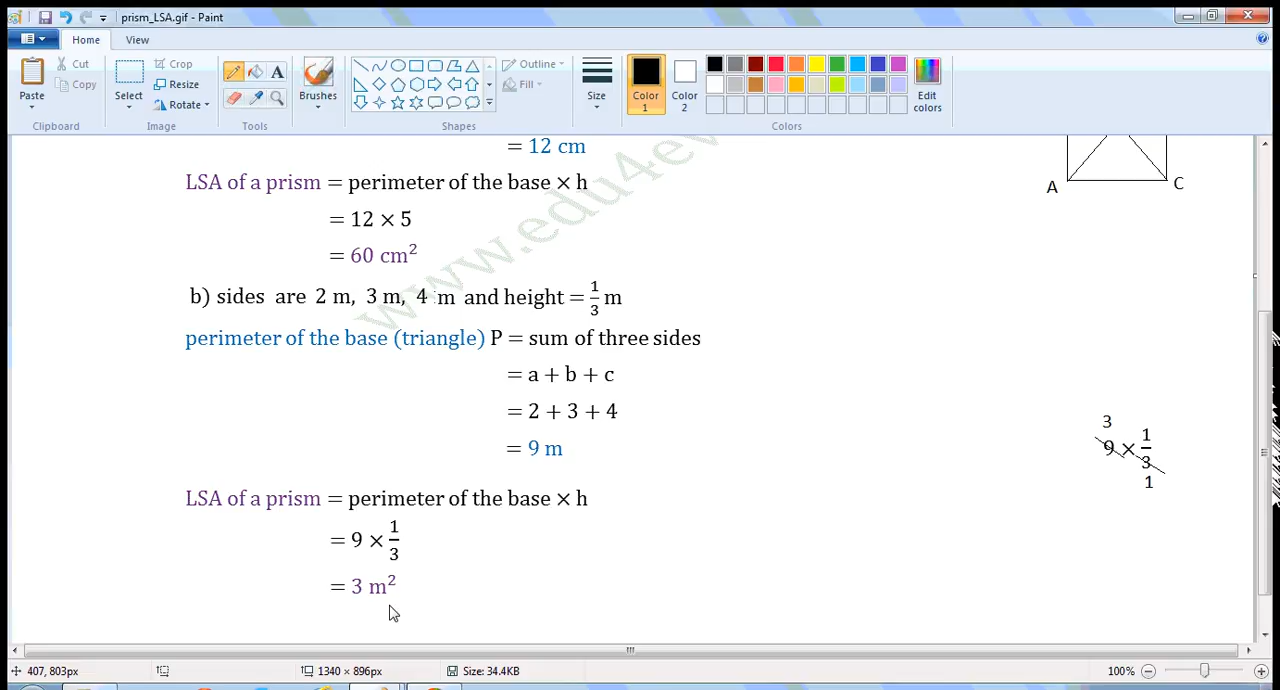 prism_LSA.gif - Paint
Home View
Paste Cut Copy Select Crop Resize Rotate Brushes Outline Fill Size Color 1 Color 2 Edit colors
Clipboard Image Tools Shapes Colors
= 12 cm
LSA of a prism = perimeter of the base × h
= 12 × 5
= 60 cm²
A C
b) sides are 2 m, 3 m, 4 m and height = 1/3 m
perimeter of the base (triangle) P = sum of three sides
= a + b + c
= 2 + 3 + 4
= 9 m
3
9 × 1/3
1
LSA of a prism = perimeter of the base × h
= 9 × 1/3
= 3 m²
407, 803px 1340 × 896px Size: 34.4KB 100%